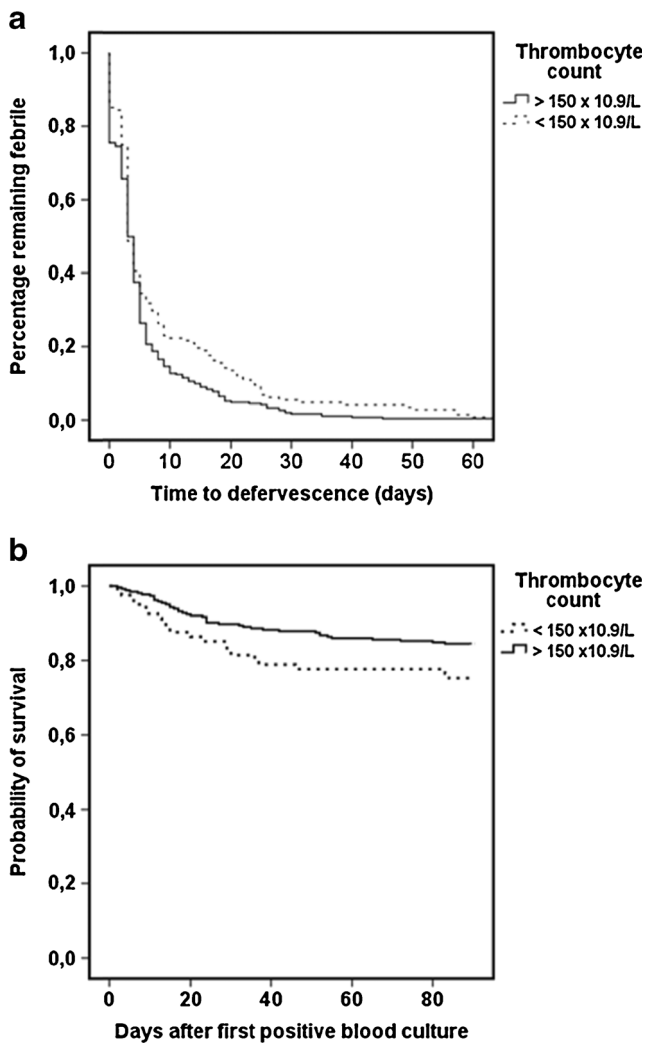 a
Percentage remaining febrile
1,0
0,8
0,6
0,4
0,2
0,0
0 10 20 30 40 50 60
Time to defervescence (days)
Thrombocyte
count
> 150 x 10.9/L
< 150 x 10.9/L
b
Probability of survival
1,0
0,8
0,6
0,4
0,2
0,0
0 20 40 60 80
Days after first positive blood culture
Thrombocyte
count
< 150 x10.9/L
> 150 x10.9/L